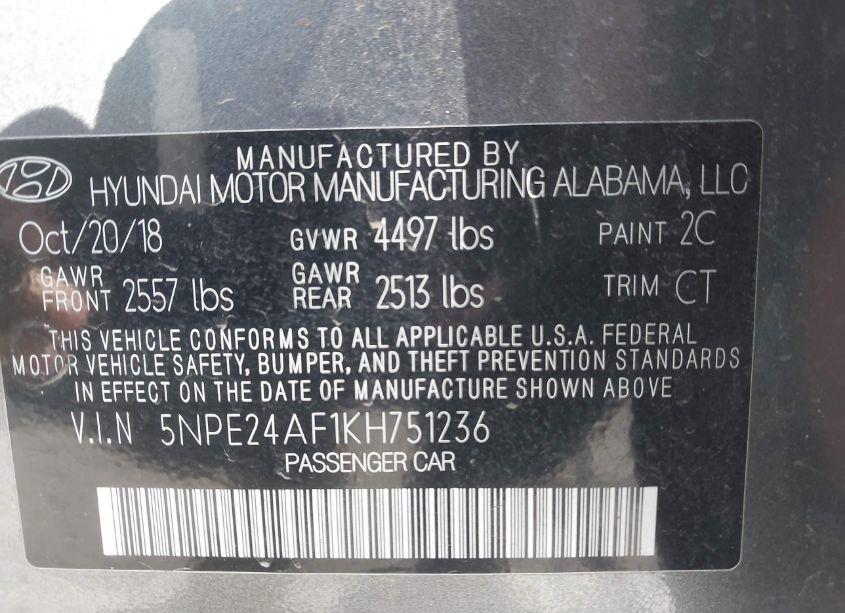 MANUFACTURED BY
HYUNDAI MOTOR MANUFACTURING ALABAMA, LLC
Oct/20/18 GVWR 4497 lbs PAINT 2C
GAWR FRONT 2557 lbs GAWR REAR 2513 lbs TRIM CT
THIS VEHICLE CONFORMS TO ALL APPLICABLE U.S.A. FEDERAL
MOTOR VEHICLE SAFETY, BUMPER, AND THEFT PREVENTION STANDARDS
IN EFFECT ON THE DATE OF MANUFACTURE SHOWN ABOVE
V.I.N 5NPE24AF1KH751236
PASSENGER CAR